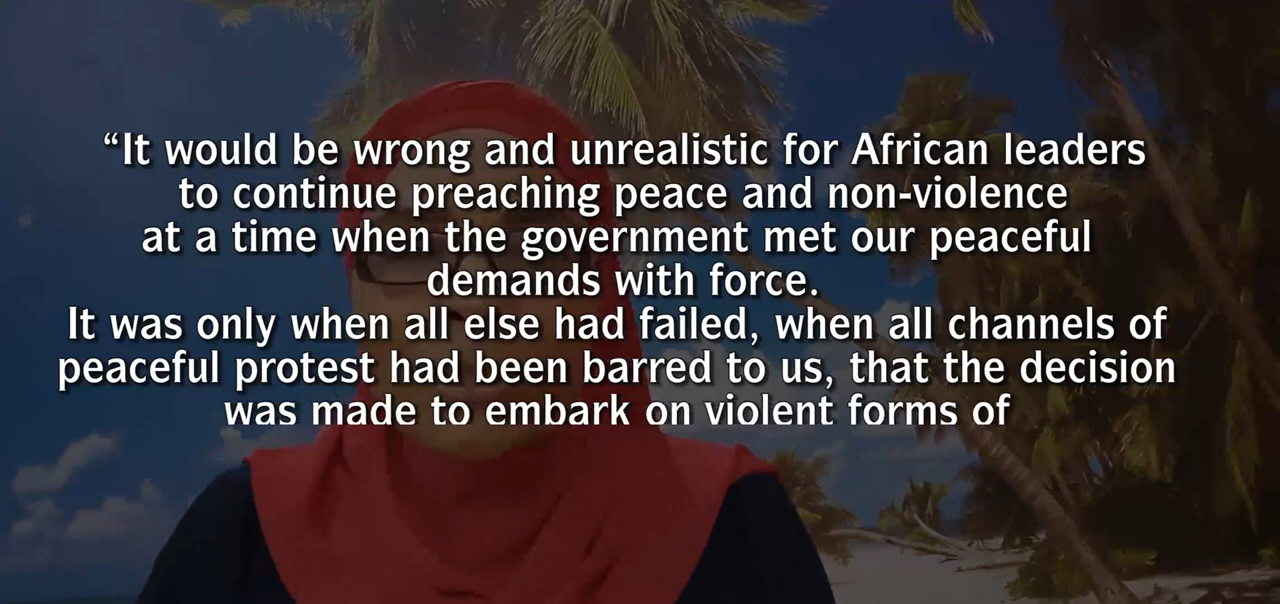 “It would be wrong and unrealistic for African leaders
to continue preaching peace and non-violence
at a time when the government met our peaceful
demands with force.
It was only when all else had failed, when all channels of
peaceful protest had been barred to us, that the decision
was made to embark on violent forms of